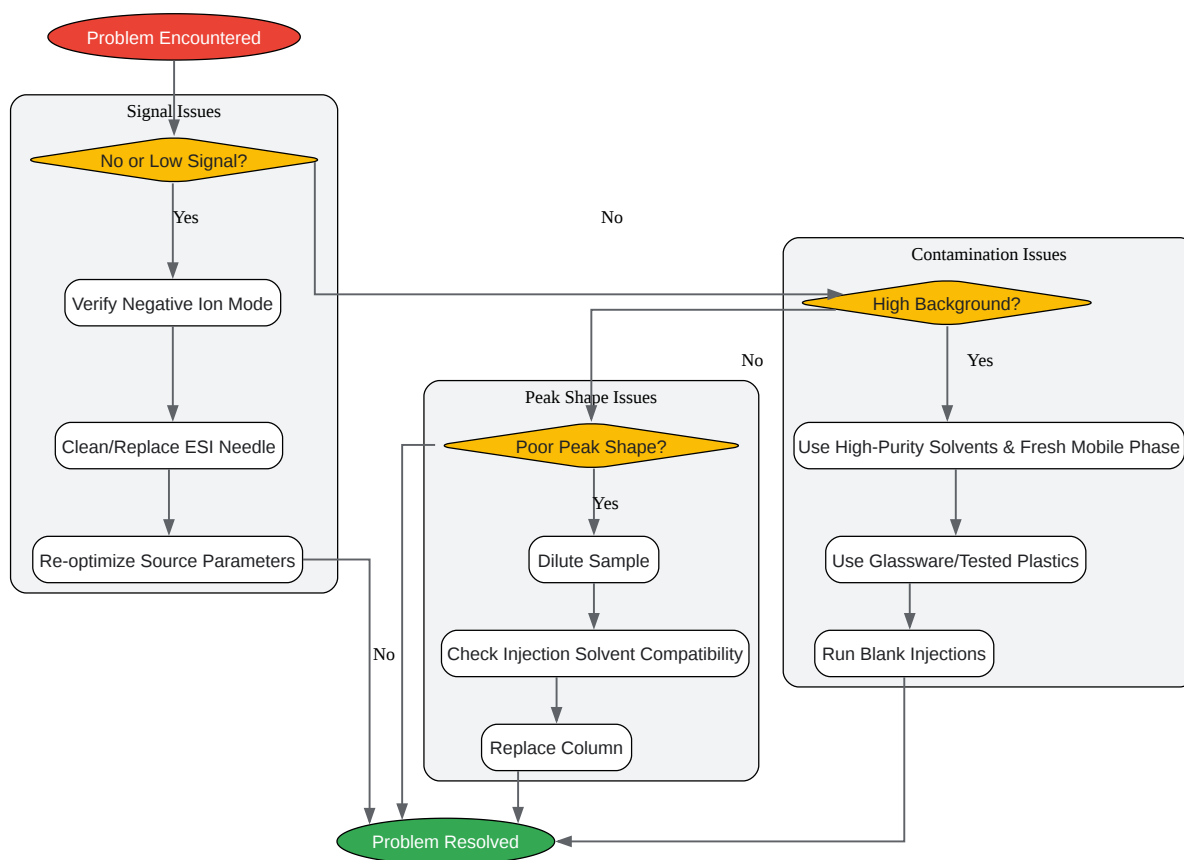 Problem Encountered
Signal Issues
No or Low Signal?
Yes
No
Verify Negative Ion Mode
Clean/Replace ESI Needle
Re-optimize Source Parameters
Contamination Issues
High Background?
Yes
No
Use High-Purity Solvents & Fresh Mobile Phase
Use Glassware/Tested Plastics
Run Blank Injections
Peak Shape Issues
Poor Peak Shape?
Yes
No
Dilute Sample
Check Injection Solvent Compatibility
Replace Column
Problem Resolved